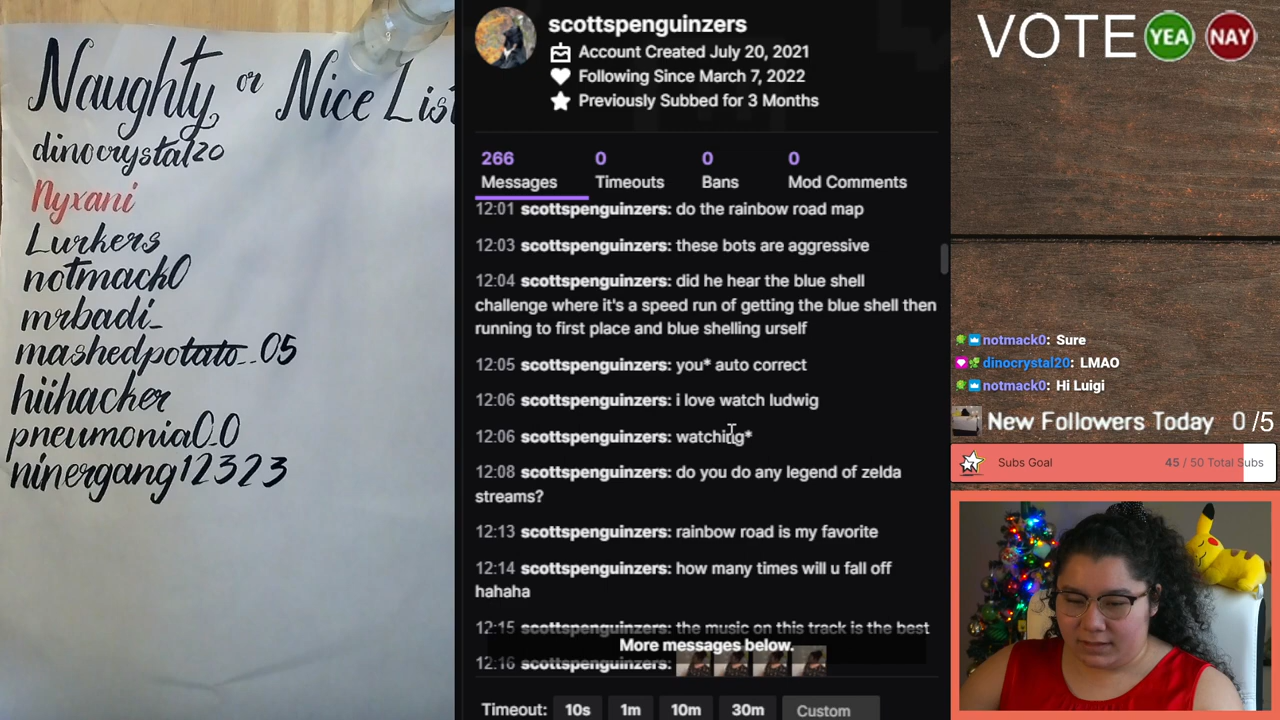 Naughty or Nice List
dinocrystal20
Nyxani
Lurkers
notmack0
mrbadi_
mashedpotato_05
hiihacker
pneumonia0_0
ninergang12323
scottspenguinzers
Account Created July 20, 2021
Following Since March 7, 2022
Previously Subbed for 3 Months
266 0 0 0
Messages Timeouts Bans Mod Comments
12:01 scottspenguinzers: do the rainbow road map
12:03 scottspenguinzers: these bots are aggressive
12:04 scottspenguinzers: did he hear the blue shell
challenge where it's a speed run of getting the blue shell then
running to first place and blue shelling urself
12:05 scottspenguinzers: you* auto correct
12:06 scottspenguinzers: i love watch ludwig
12:06 scottspenguinzers: watching*
12:08 scottspenguinzers: do you do any legend of zelda
streams?
12:13 scottspenguinzers: rainbow road is my favorite
12:14 scottspenguinzers: how many times will u fall off
hahaha
12:15 scottspenguinzers: the music on this track is the best
More messages below.
12:16 scottspenguinzers:
Timeout: 10s 1m 10m 30m Custom
VOTE YEA NAY
notmack0: Sure
dinocrystal20: LMAO
notmack0: Hi Luigi
New Followers Today 0 /5
Subs Goal 45 / 50 Total Subs